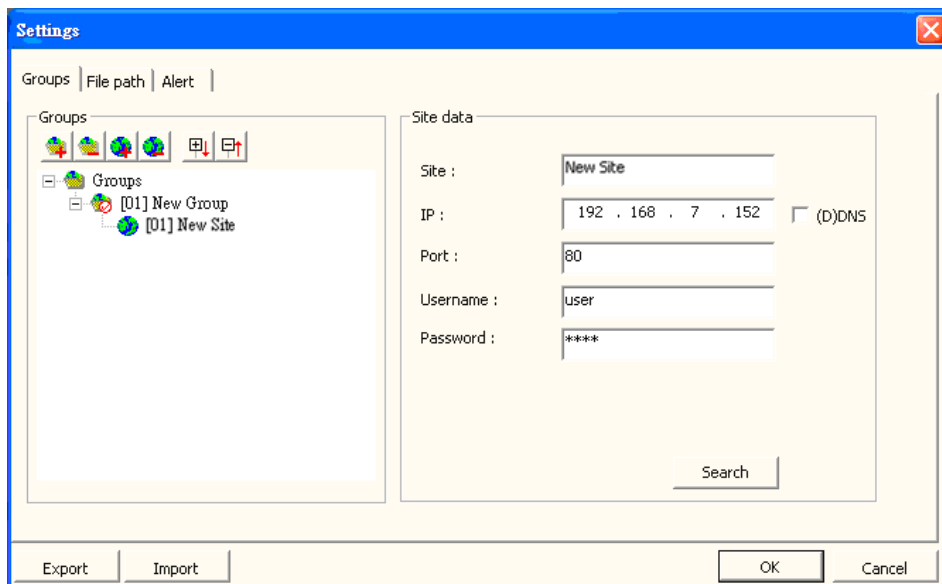 Settings
Groups File path Alert
Groups
Groups
[01] New Group
[01] New Site
Site data
Site : New Site
IP : 192 . 168 . 7 . 152 (D)DNS
Port : 80
Username : user
Password : ****
Search
Export Import OK Cancel